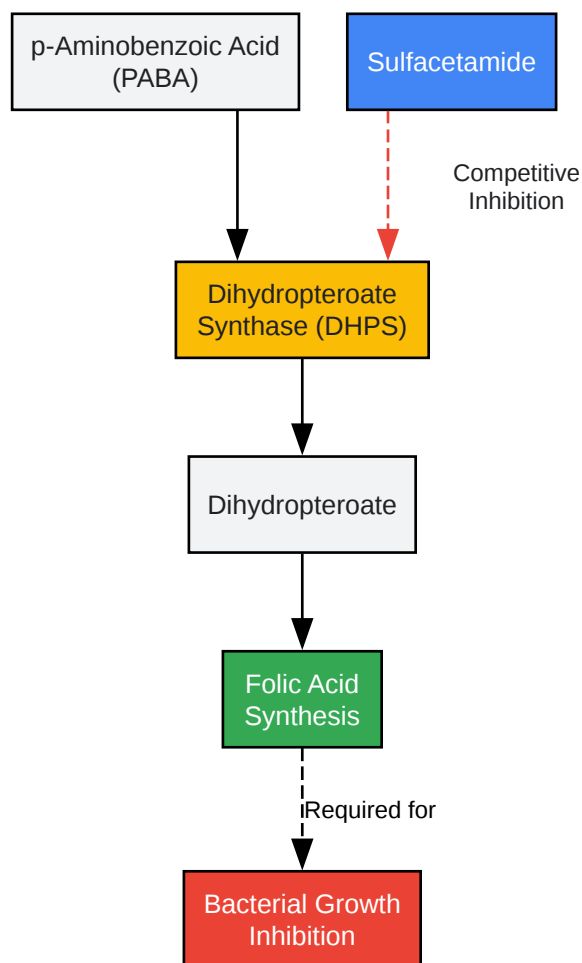 p-Aminobenzoic Acid
(PABA)
Sulfacetamide
Competitive
Inhibition
Dihydropteroate
Synthase (DHPS)
Dihydropteroate
Folic Acid
Synthesis
Required for
Bacterial Growth
Inhibition